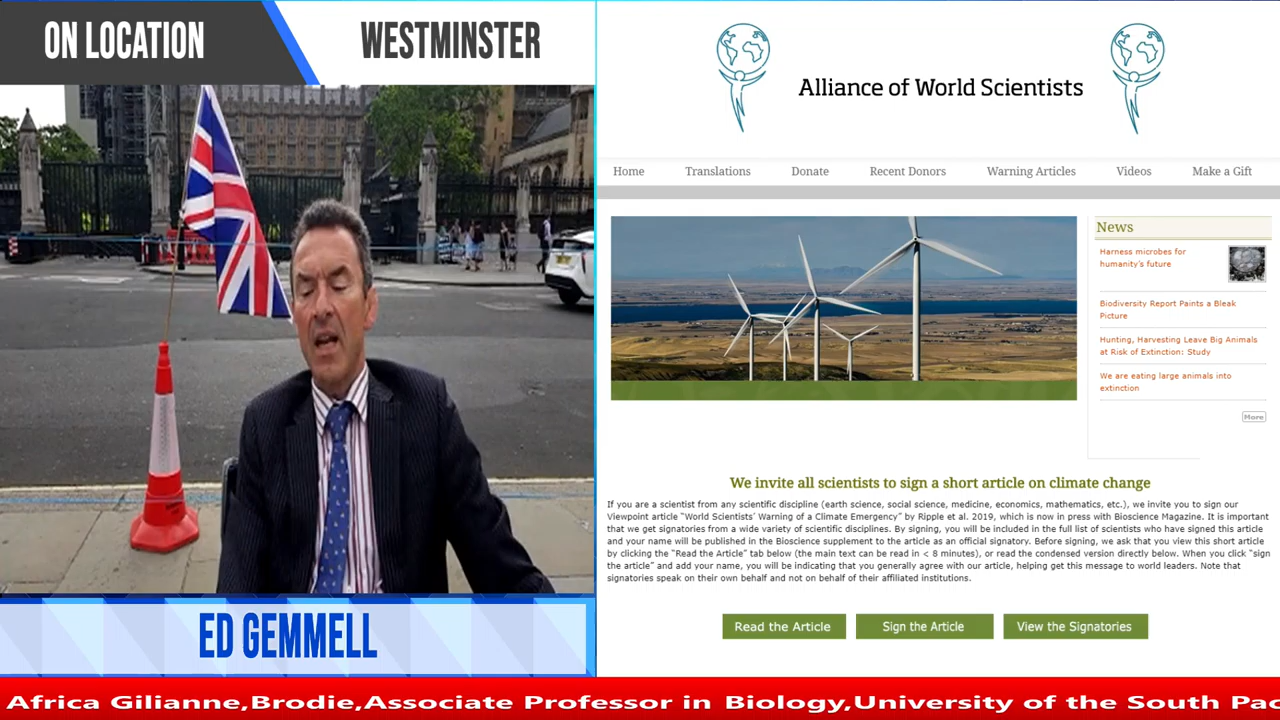 ON LOCATION
WESTMINSTER
Alliance of World Scientists
Home Translations Donate Recent Donors Warning Articles Videos Make a Gift
News
Harness microbes for
humanity's future
Biodiversity Report Paints a Bleak
Picture
Hunting, Harvesting Leave Big Animals
at Risk of Extinction: Study
We are eating large animals into
extinction
More
We invite all scientists to sign a short article on climate change
If you are a scientist from any scientific discipline (earth science, social science, medicine, economics, mathematics, etc.), we invite you to sign our
Viewpoint article "World Scientists' Warning of a Climate Emergency" by Ripple et al. 2019, which is now in press with Bioscience Magazine. It is important
that we get signatories from a wide variety of scientific disciplines. By signing, you will be included in the full list of scientists who have signed this article
and your name will be published in the Bioscience supplement to the article as an official signatory. Before signing, we ask that you view this short article
by clicking the "Read the Article" tab below (the main text can be read in < 8 minutes), or read the condensed version directly below. When you click "sign
the article" and add your name, you will be indicating that you generally agree with our article, helping get this message to world leaders. Note that
signatories speak on their own behalf and not on behalf of their affiliated institutions.
Read the Article Sign the Article View the Signatories
ED GEMMELL
Africa Gilianne,Brodie,Associate Professor in Biology,University of the South Pac